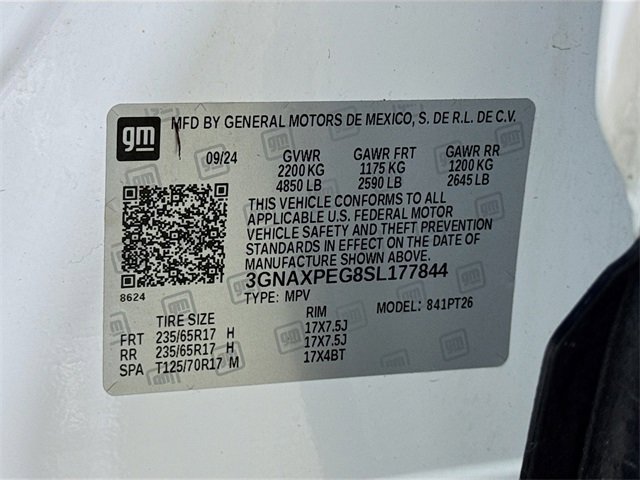 gm MFD BY GENERAL MOTORS DE MEXICO, S. DE R.L. DE C.V.
09/24 GVWR GAWR FRT GAWR RR
2200 KG 1175 KG 1200 KG
4850 LB 2590 LB 2645 LB
THIS VEHICLE CONFORMS TO ALL
APPLICABLE U.S. FEDERAL MOTOR
VEHICLE SAFETY AND THEFT PREVENTION
STANDARDS IN EFFECT ON THE DATE OF
MANUFACTURE SHOWN ABOVE.
3GNAXPEG8SL177844
8624
TYPE: MPV MODEL: 841PT26
TIRE SIZE RIM
FRT 235/65R17 H 17X7.5J
RR 235/65R17 H 17X7.5J
SPA T125/70R17 M 17X4BT